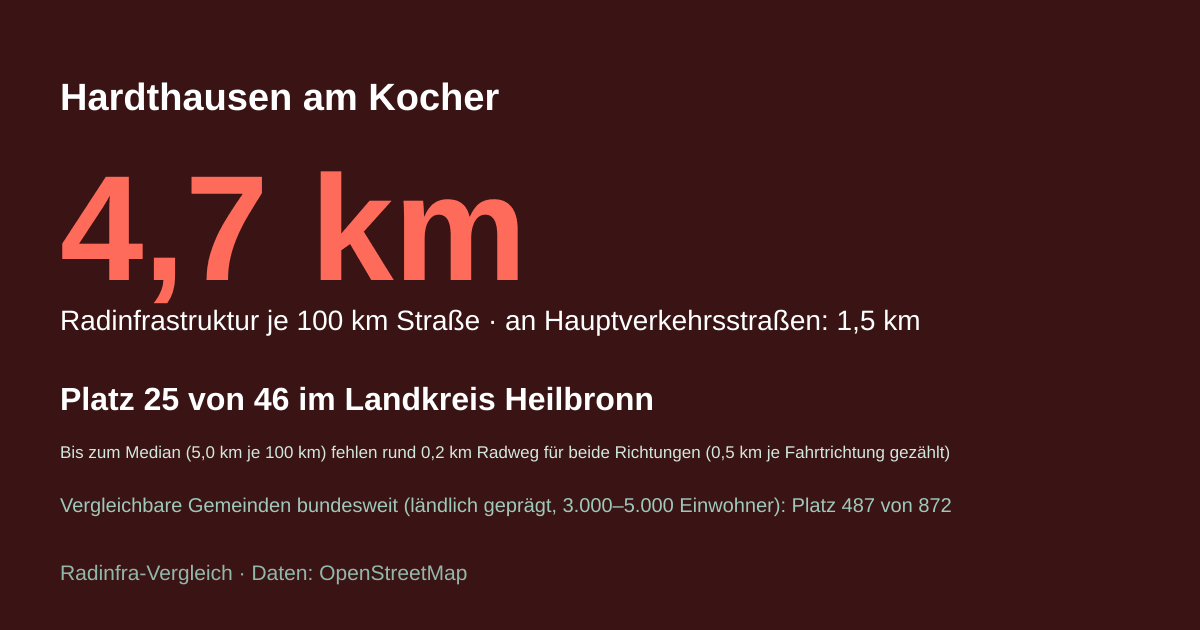 Hardthausen am Kocher
4,7 km
Radinfrastruktur je 100 km Straße · an Hauptverkehrsstraßen: 1,5 km
Platz 25 von 46 im Landkreis Heilbronn
Bis zum Median (5,0 km je 100 km) fehlen rund 0,2 km Radweg für beide Richtungen (0,5 km je Fahrtrichtung gezählt)
Vergleichbare Gemeinden bundesweit (ländlich geprägt, 3.000–5.000 Einwohner): Platz 487 von 872
Radinfra-Vergleich · Daten: OpenStreetMap